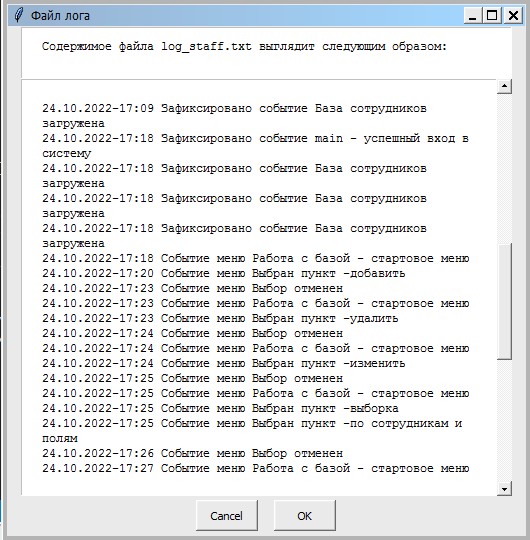 Файл лога
Содержимое файла log_staff.txt выглядит следующим образом:
24.10.2022-17:09 Зафиксировано событие База сотрудников
загружена
24.10.2022-17:18 Зафиксировано событие main - успешный вход в
систему
24.10.2022-17:18 Зафиксировано событие База сотрудников
загружена
24.10.2022-17:18 Зафиксировано событие База сотрудников
загружена
24.10.2022-17:18 Зафиксировано событие База сотрудников
загружена
24.10.2022-17:18 Событие меню Работа с базой - стартовое меню
24.10.2022-17:20 Событие меню Выбран пункт -добавить
24.10.2022-17:23 Событие меню Выбор отменен
24.10.2022-17:23 Событие меню Работа с базой - стартовое меню
24.10.2022-17:23 Событие меню Выбран пункт -удалить
24.10.2022-17:24 Событие меню Выбор отменен
24.10.2022-17:24 Событие меню Работа с базой - стартовое меню
24.10.2022-17:24 Событие меню Выбран пункт -изменить
24.10.2022-17:25 Событие меню Выбор отменен
24.10.2022-17:25 Событие меню Работа с базой - стартовое меню
24.10.2022-17:25 Событие меню Выбран пункт -выборка
24.10.2022-17:25 Событие меню Выбран пункт -по сотрудникам и
полям
24.10.2022-17:26 Событие меню Выбор отменен
24.10.2022-17:27 Событие меню Работа с базой - стартовое меню
Cancel OK